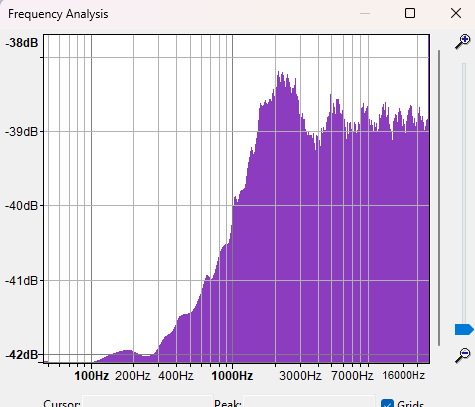 Frequency Analysis
-38dB
-39dB
-40dB
-41dB
-42dB
100Hz 200Hz 400Hz 1000Hz 3000Hz 7000Hz 16000Hz
Cursor: Peak: Grids